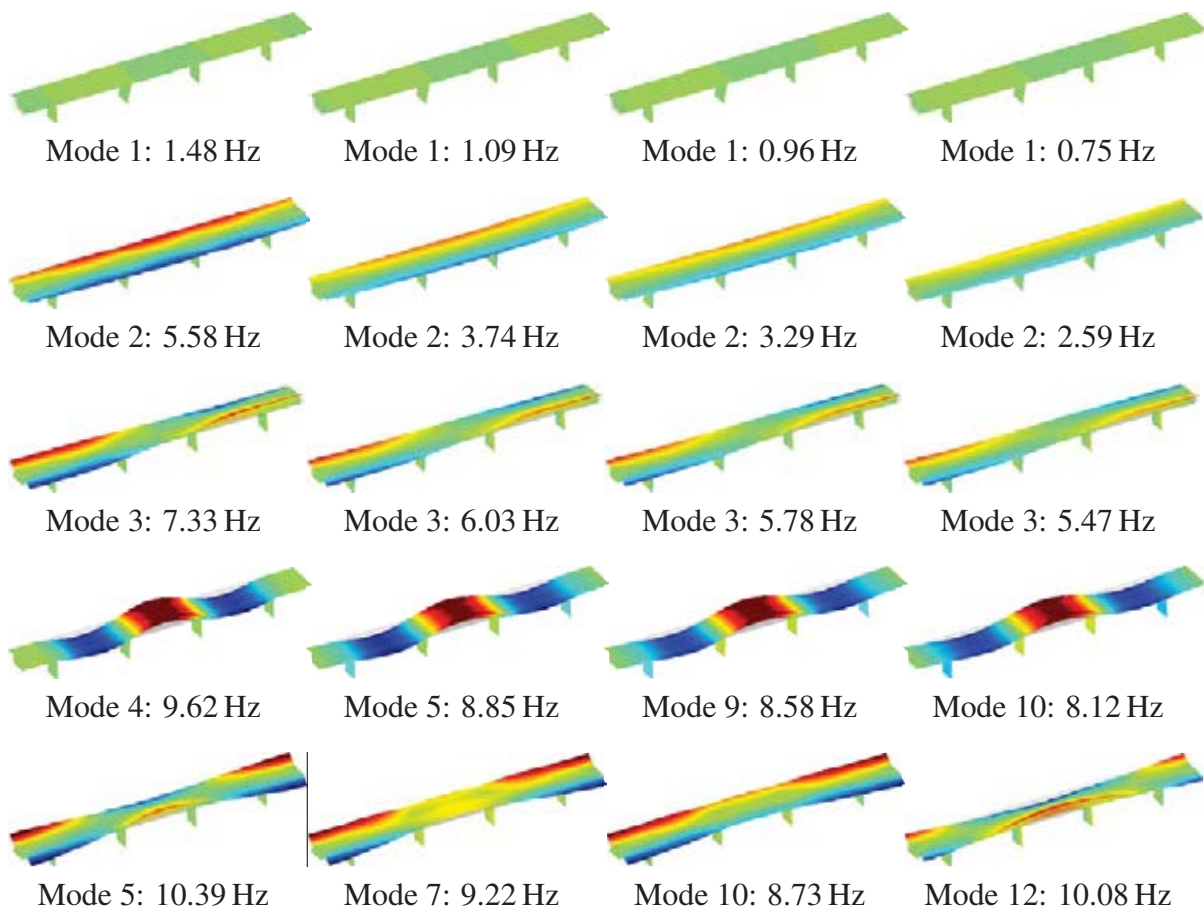 Mode 1: 1.48 Hz Mode 1: 1.09 Hz Mode 1: 0.96 Hz Mode 1: 0.75 Hz
Mode 2: 5.58 Hz Mode 2: 3.74 Hz Mode 2: 3.29 Hz Mode 2: 2.59 Hz
Mode 3: 7.33 Hz Mode 3: 6.03 Hz Mode 3: 5.78 Hz Mode 3: 5.47 Hz
Mode 4: 9.62 Hz Mode 5: 8.85 Hz Mode 9: 8.58 Hz Mode 10: 8.12 Hz
Mode 5: 10.39 Hz Mode 7: 9.22 Hz Mode 10: 8.73 Hz Mode 12: 10.08 Hz